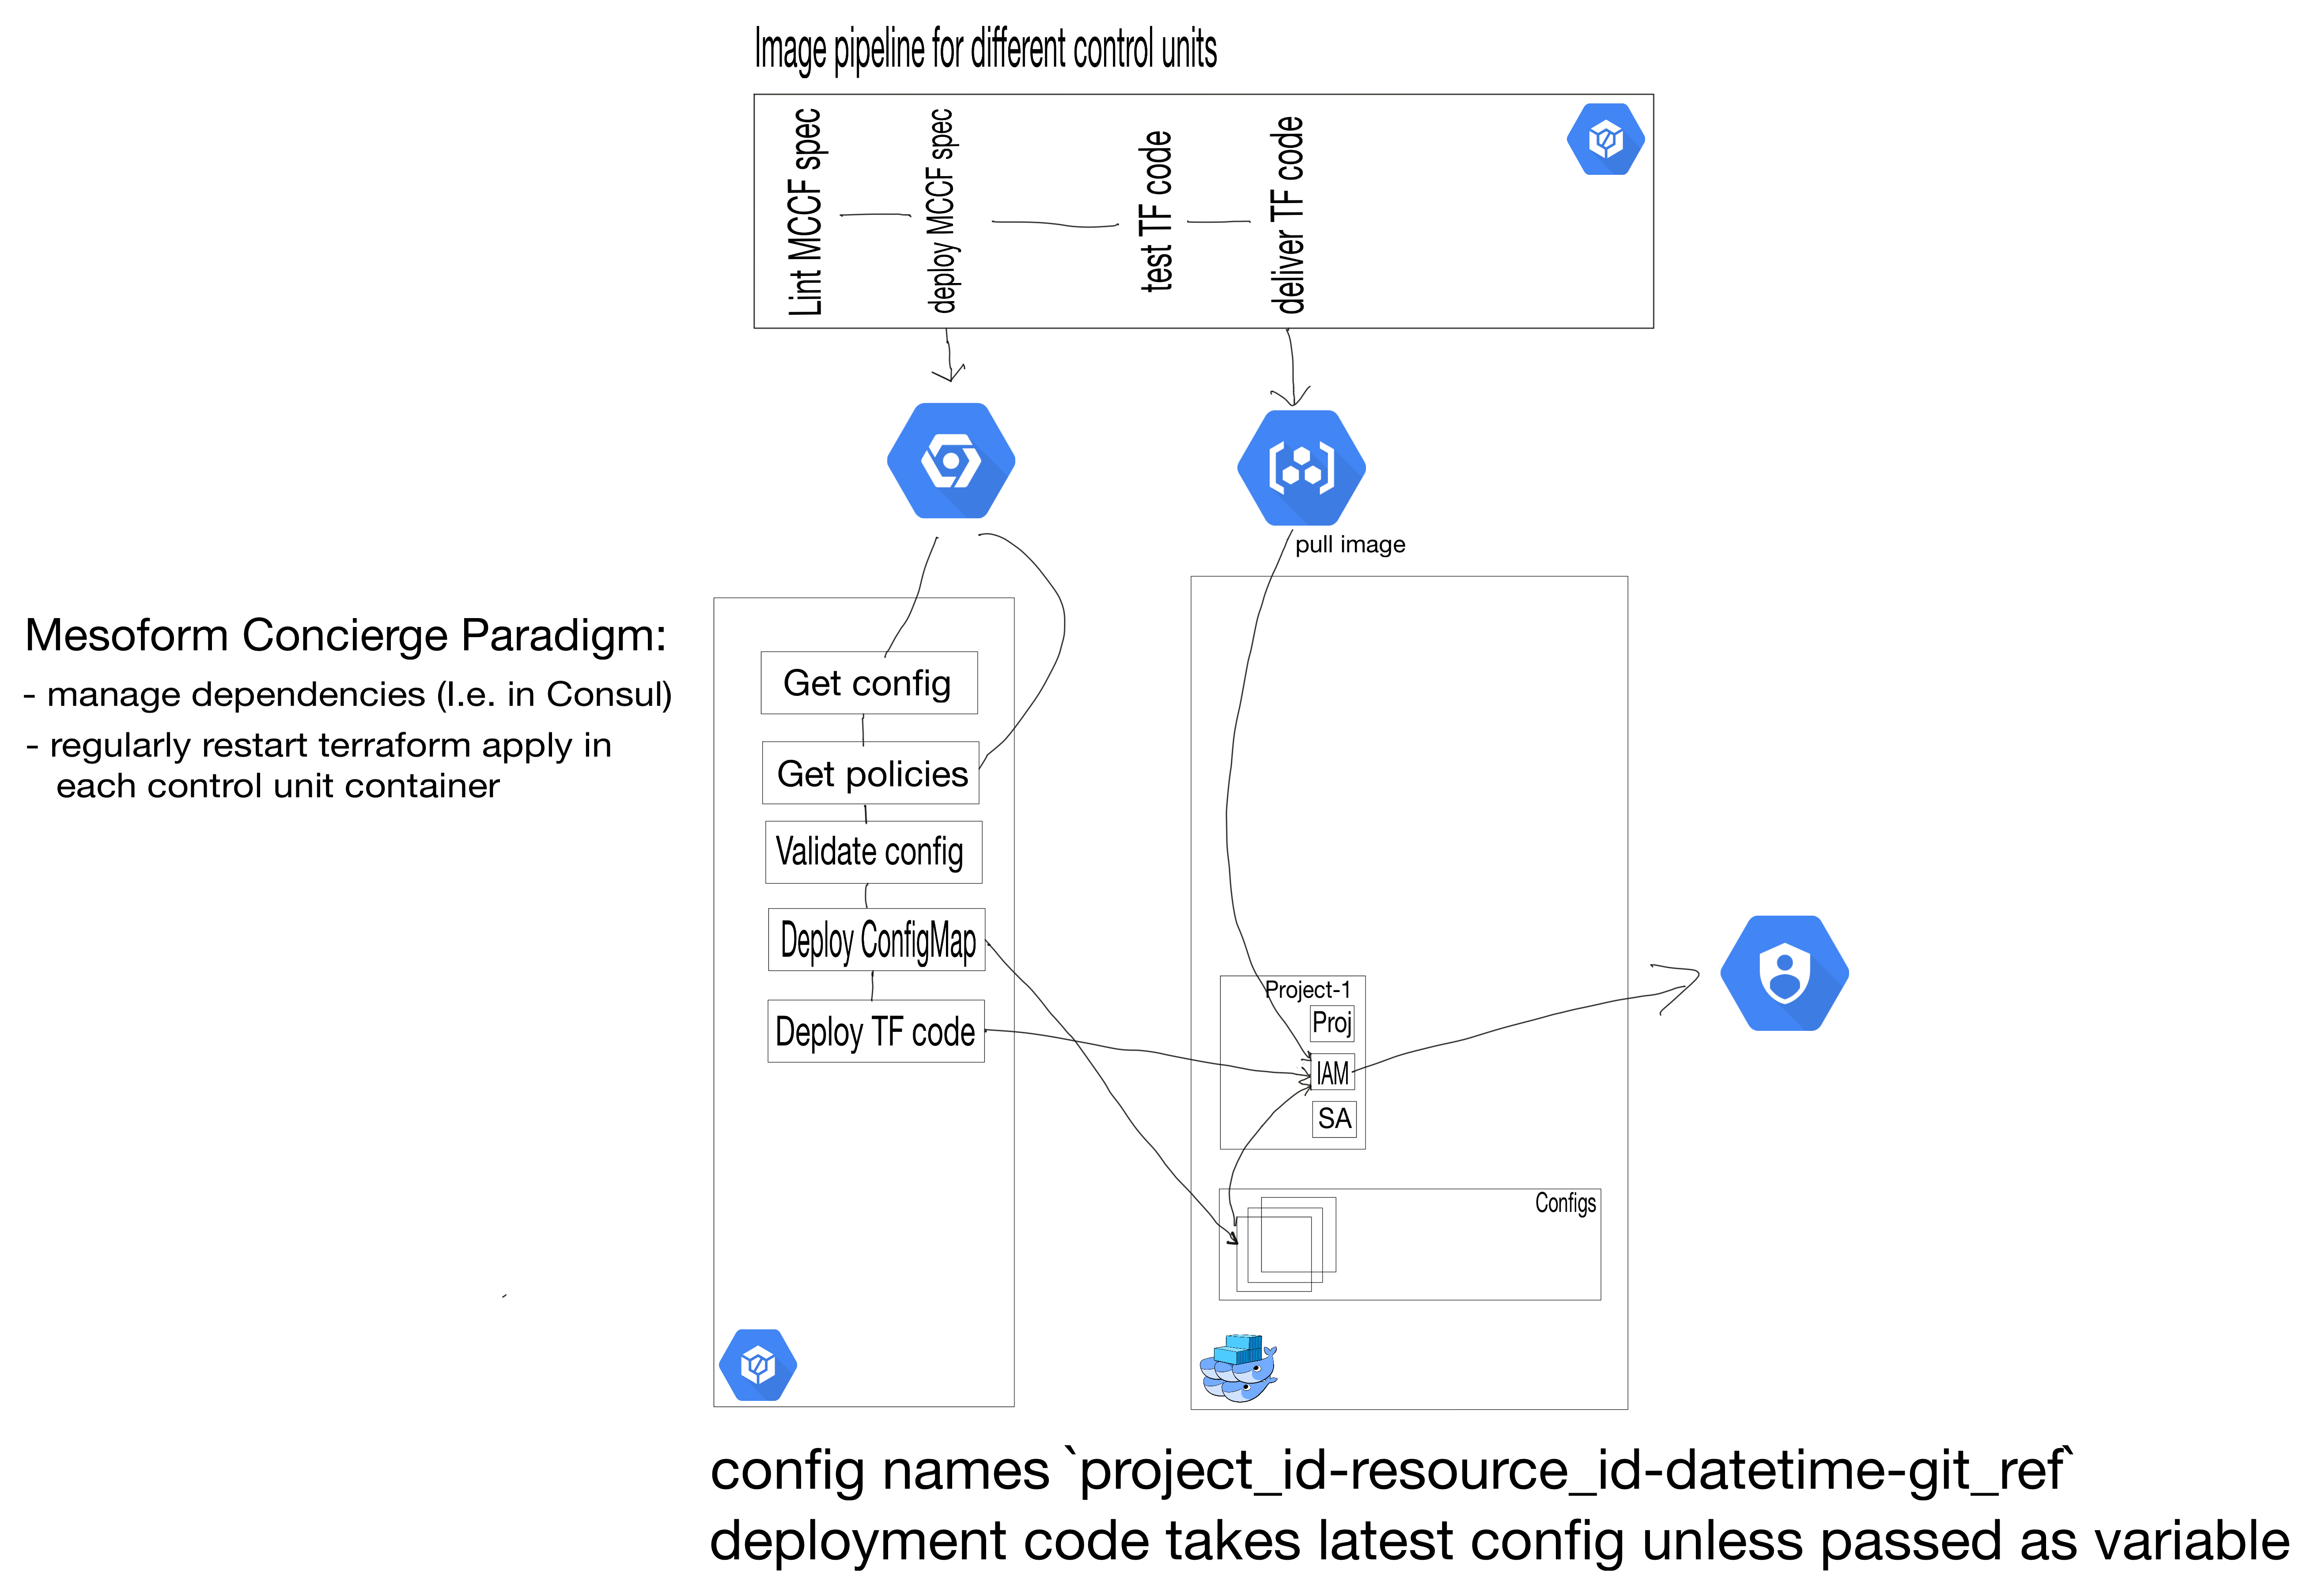 Image pipeline for different control units
Lint MCCF spec
deploy MCCF spec
test TF code
deliver TF code
pull image
Mesoform Concierge Paradigm:
- manage dependencies (I.e. in Consul)
- regularly restart terraform apply in
each control unit container
Get config
Get policies
Validate config
Deploy ConfigMap
Deploy TF code
Project-1
Proj
IAM
SA
Configs
config names `project_id-resource_id-datetime-git_ref`
deployment code takes latest config unless passed as variable